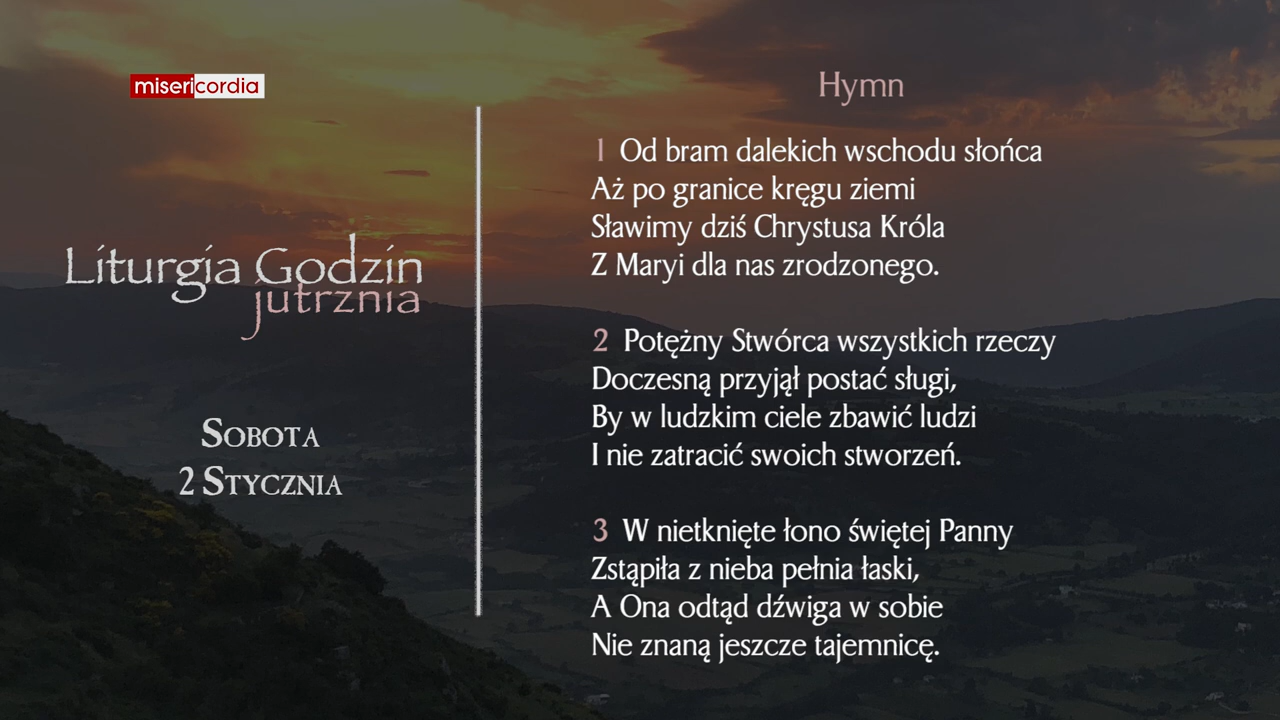 misericordia
Liturgia Godzin
jutrznia
Sobota
2 Stycznia
Hymn
1 Od bram dalekich wschodu słońca
Aż po granice kręgu ziemi
Sławimy dziś Chrystusa Króla
Z Maryi dla nas zrodzonego.
2 Potężny Stwórca wszystkich rzeczy
Doczesną przyjął postać sługi,
By w ludzkim ciele zbawić ludzi
I nie zatracić swoich stworzeń.
3 W nietknięte łono świętej Panny
Zstąpiła z nieba pełnia łaski,
A Ona odtąd dźwiga w sobie
Nie znaną jeszcze tajemnicę.